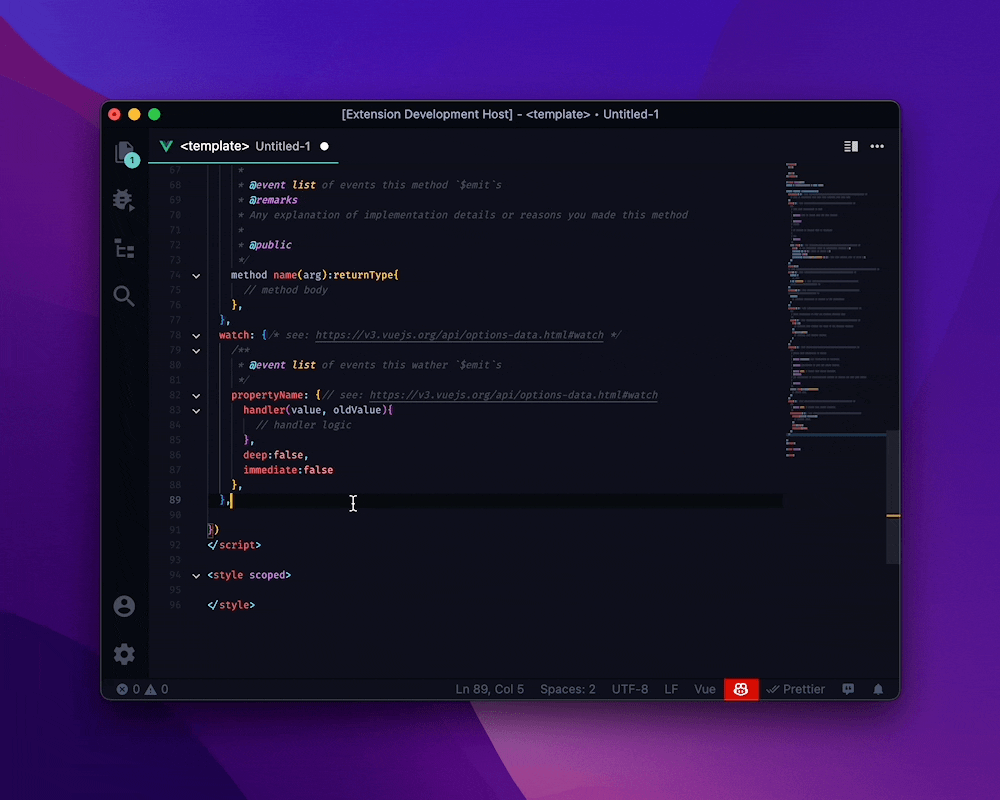 [Extension Development Host] - <template> • Untitled-1
<template> Untitled-1
1
67 *
68 * @event list of events this method `$emit`s
69 * @remarks
70 * Any explanation of implementation details or reasons you made this method
71 *
72 * @public
73 */
74 method name(arg):returnType{
75 // method body
76 },
77 },
78 watch: {/* see: https://v3.vuejs.org/api/options-data.html#watch */
79 /**
80 * @event list of events this wather `$emit`s
81 */
82 propertyName: {// see: https://v3.vuejs.org/api/options-data.html#watch
83 handler(value, oldValue){
84 // handler logic
85 },
86 deep:false,
87 immediate:false
88 },
89 },
90
91 })
92 </script>
93
94 <style scoped>
95
96 </style>
0 0 Ln 89, Col 5 Spaces: 2 UTF-8 LF Vue Prettier